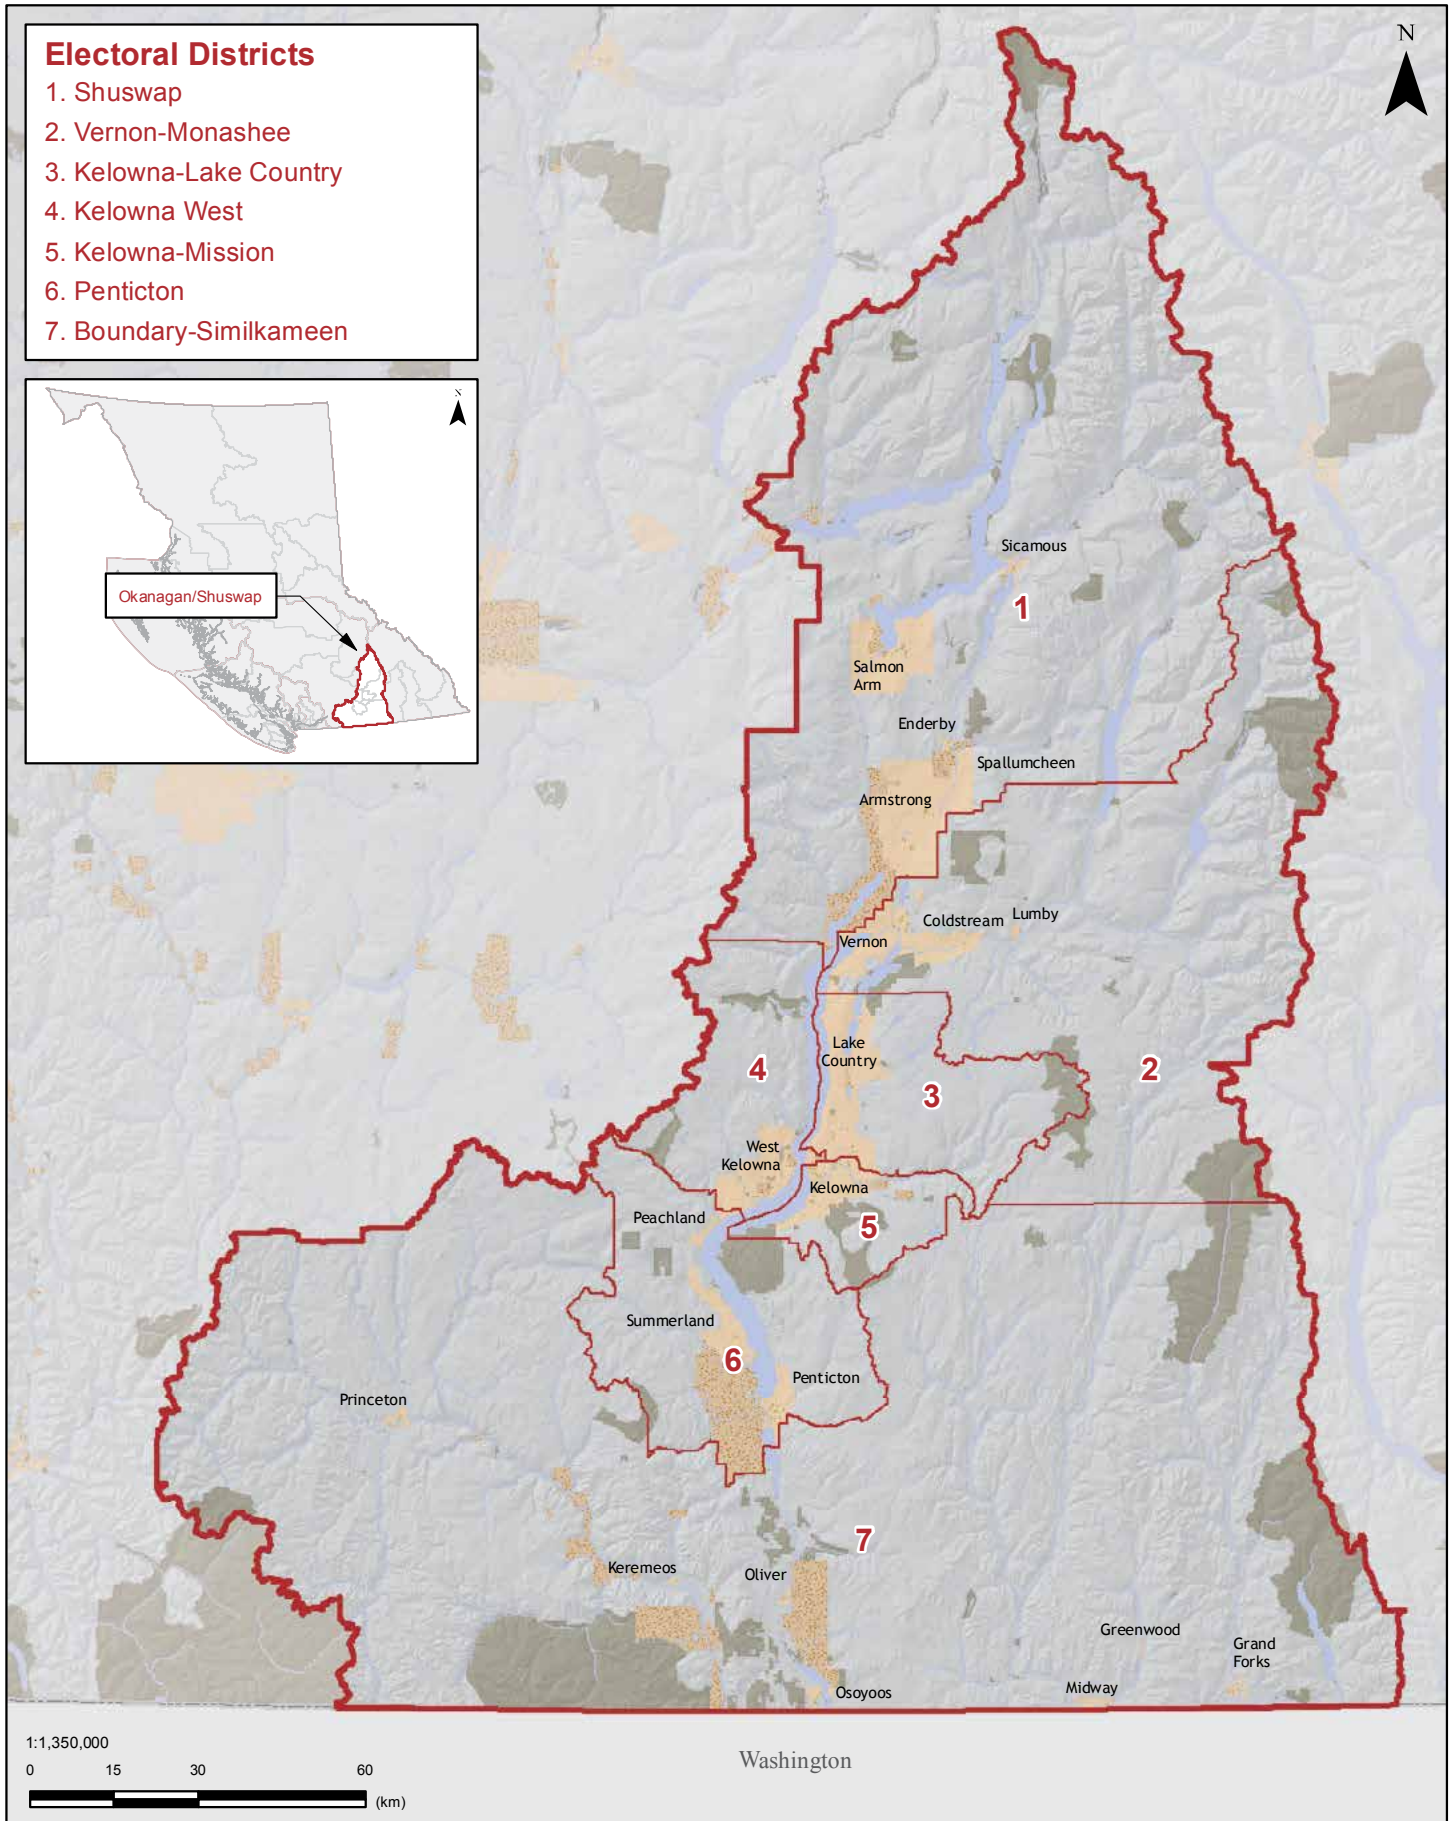 Electoral Districts
1. Shuswap
2. Vernon-Monashee
3. Kelowna-Lake Country
4. Kelowna West
5. Kelowna-Mission
6. Penticton
7. Boundary-Similkameen
N
N
Okanagan/Shuswap
Sicamous
1
Salmon
Arm
Enderby
Spallumcheen
Armstrong
Coldstream
Lumby
Vernon
Lake
Country
4
3
2
West
Kelowna
Kelowna
Peachland
5
Summerland
6
Penticton
Princeton
7
Keremeos
Oliver
Greenwood
Grand
Forks
Midway
Osoyoos
Washington
1:1,350,000
0 15 30 60
(km)